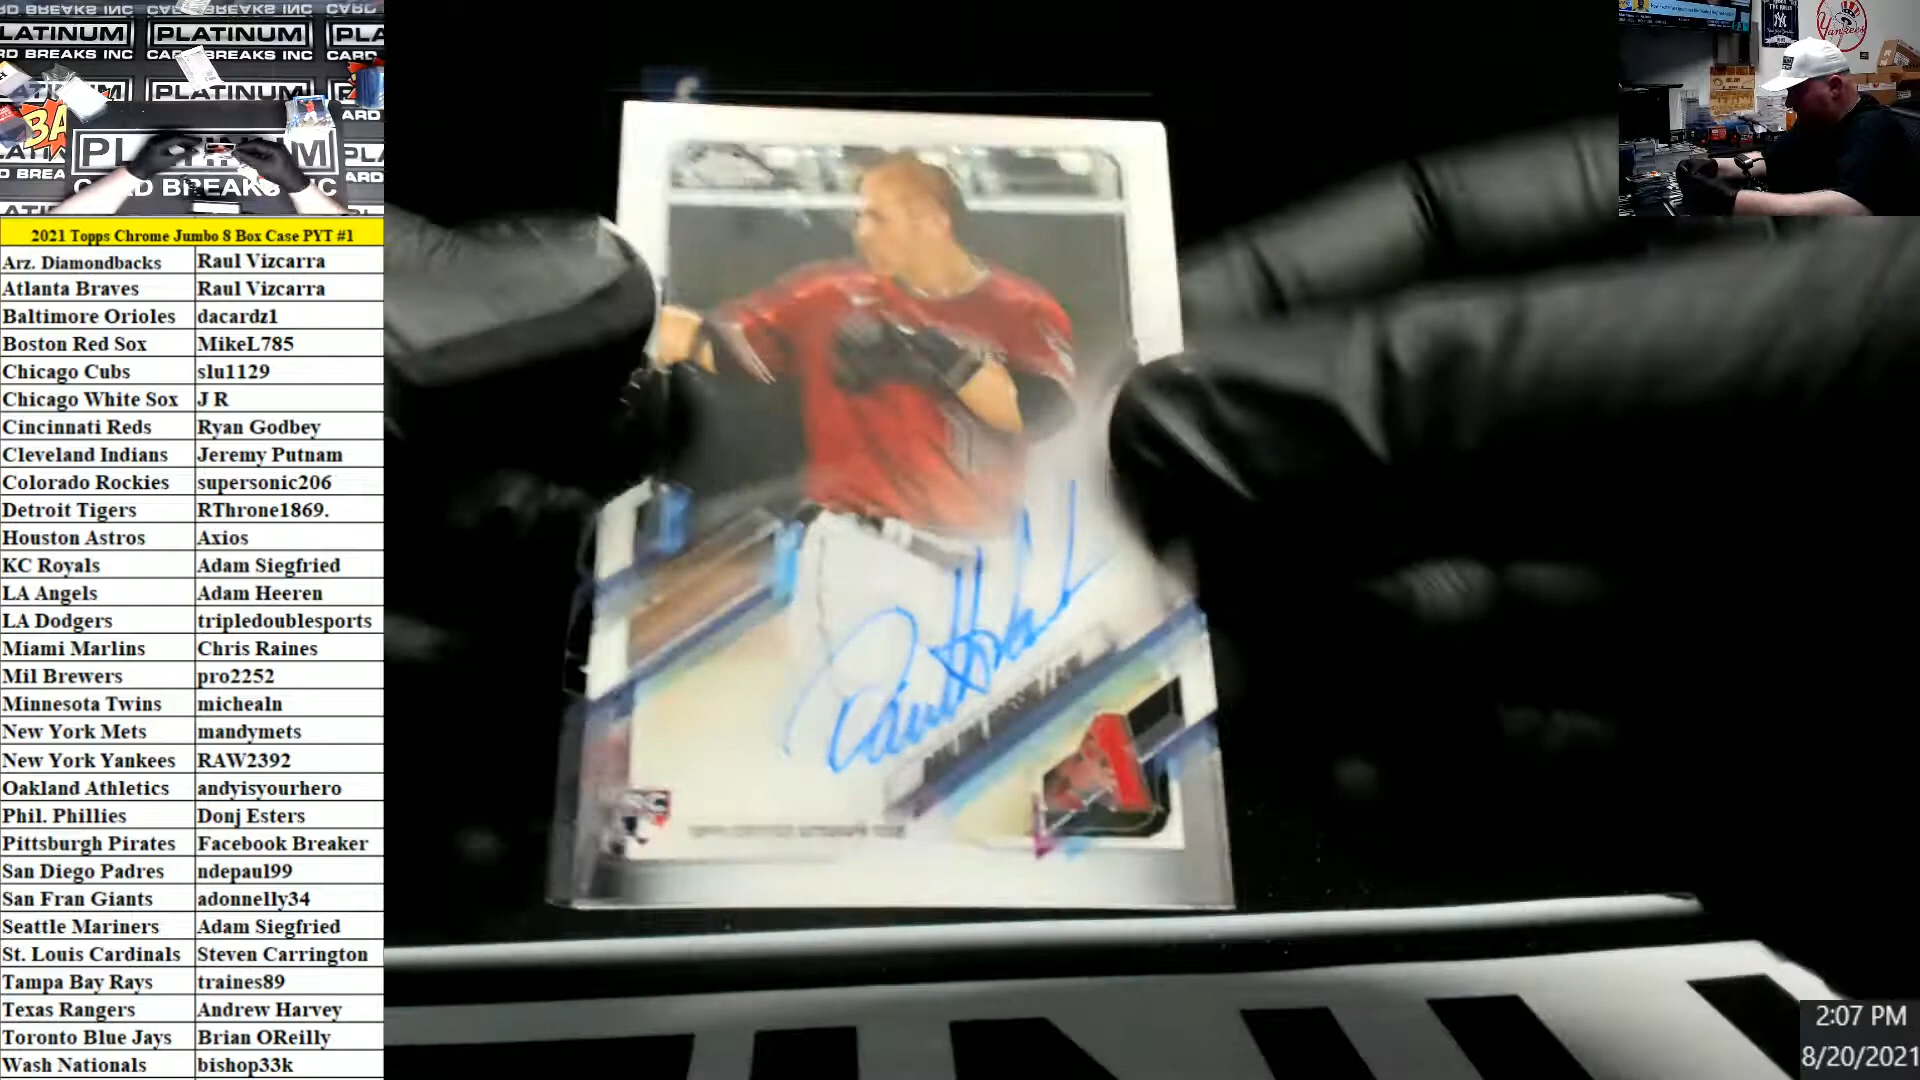 RD BREAKS INC
PLATINUM
PLATINUM
PLA
RD BREAKS INC
CARD BREAKS INC
CARD
PLATINUM
ARD
CARD BREAKS INC
2021 Topps Chrome Jumbo 8 Box Case PYT #1
Arz. Diamondbacks Raul Vizcarra
Atlanta Braves Raul Vizcarra
Baltimore Orioles dacardz1
Boston Red Sox MikeL785
Chicago Cubs slu1129
Chicago White Sox J R
Cincinnati Reds Ryan Godbey
Cleveland Indians Jeremy Putnam
Colorado Rockies supersonic206
Detroit Tigers RThrone1869.
Houston Astros Axios
KC Royals Adam Siegfried
LA Angels Adam Heeren
LA Dodgers tripledoublesports
Miami Marlins Chris Raines
Mil Brewers pro2252
Minnesota Twins michealn
New York Mets mandymets
New York Yankees RAW2392
Oakland Athletics andyisyourhero
Phil. Phillies Donj Esters
Pittsburgh Pirates Facebook Breaker
San Diego Padres ndepaul99
San Fran Giants adonnelly34
Seattle Mariners Adam Siegfried
St. Louis Cardinals Steven Carrington
Tampa Bay Rays traines89
Texas Rangers Andrew Harvey
Toronto Blue Jays Brian OReilly
Wash Nationals bishop33k
Yankees
2:07 PM
8/20/2021